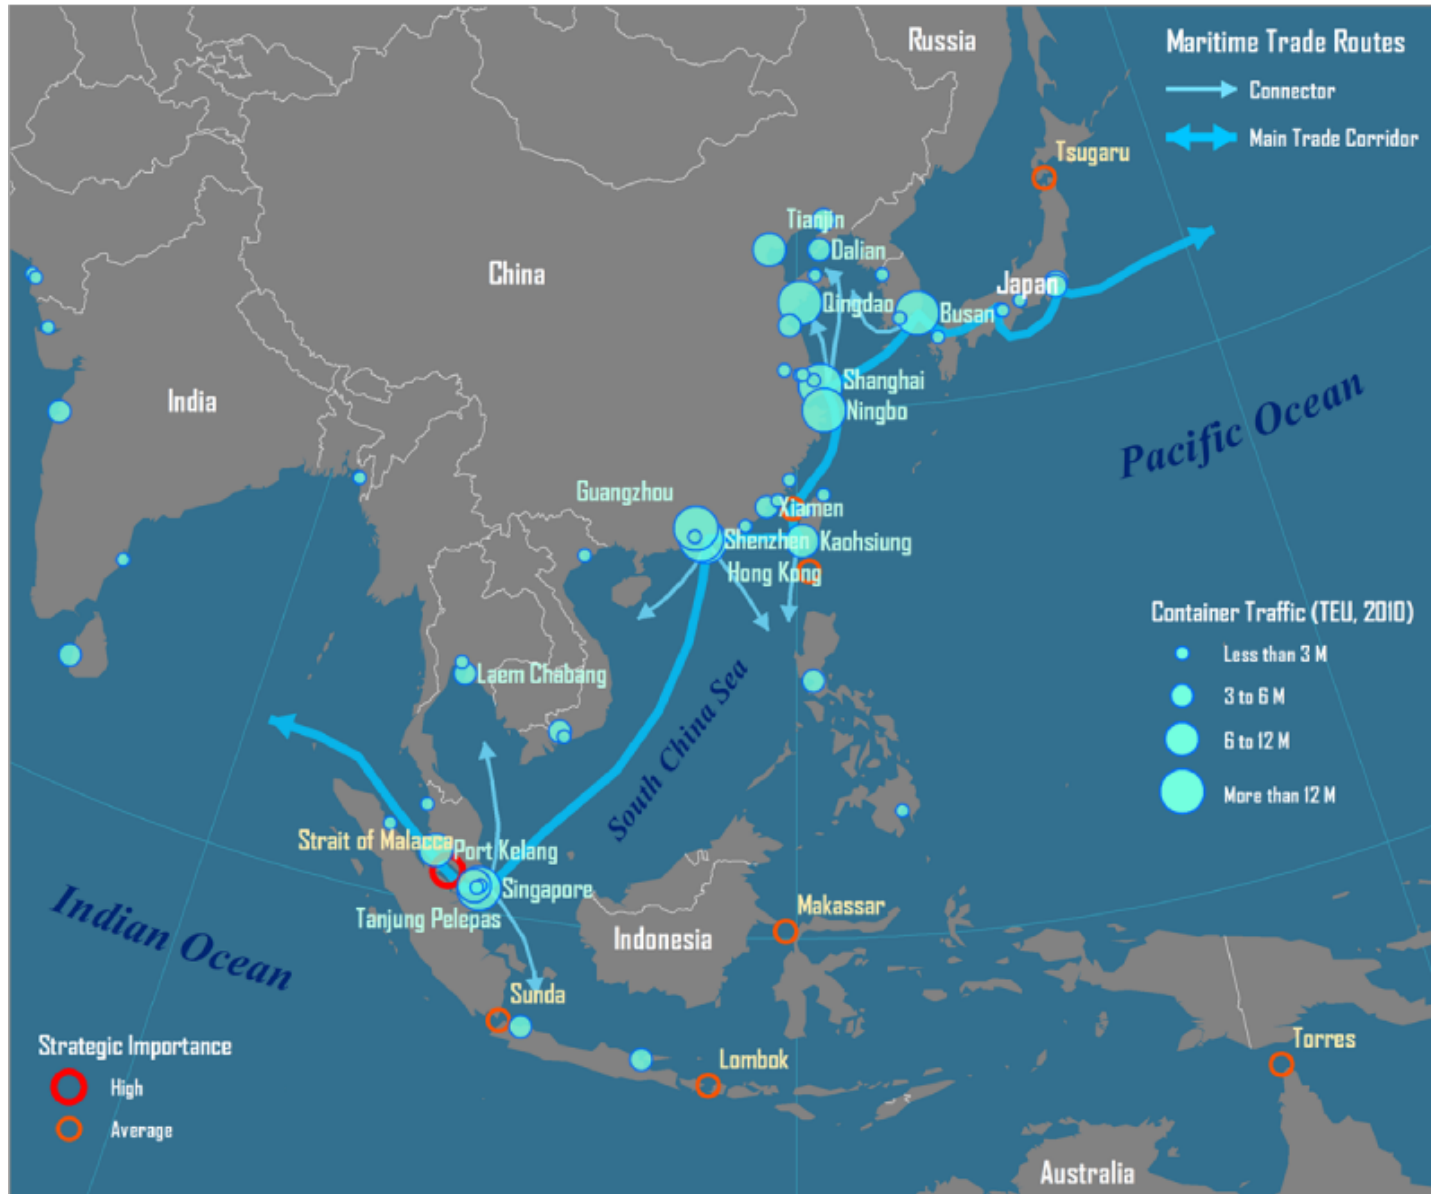 Russia
Maritime Trade Routes
Connector
Main Trade Corridor
Tsugaru
Tianjin
Dalian
China
Japan
Qingdao
Busan
Shanghai
India
Ningbo
Pacific Ocean
Guangzhou
Xiamen
Shenzhen
Kaohsiung
Hong Kong
Container Traffic (TEU, 2010)
Less than 3 M
3 to 6 M
6 to 12 M
More than 12 M
Laem Chabang
South China Sea
Strait of Malacca
Port Kelang
Singapore
Tanjung Pelepas
Makassar
Indonesia
Indian Ocean
Sunda
Strategic Importance
High
Average
Lombok
Torres
Australia